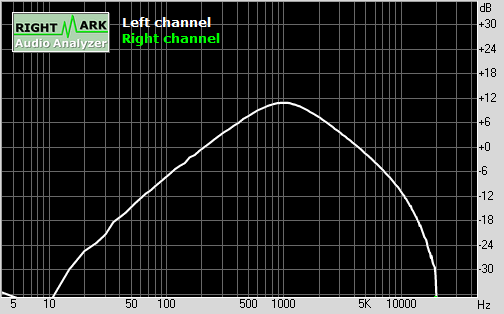 RIGHT MARK
Audio Analyzer
Left channel
Right channel
dB
+30
+24
+18
+12
+6
+0
-6
-12
-18
-24
-30
5 10 50 100 500 1000 5K 10000 Hz